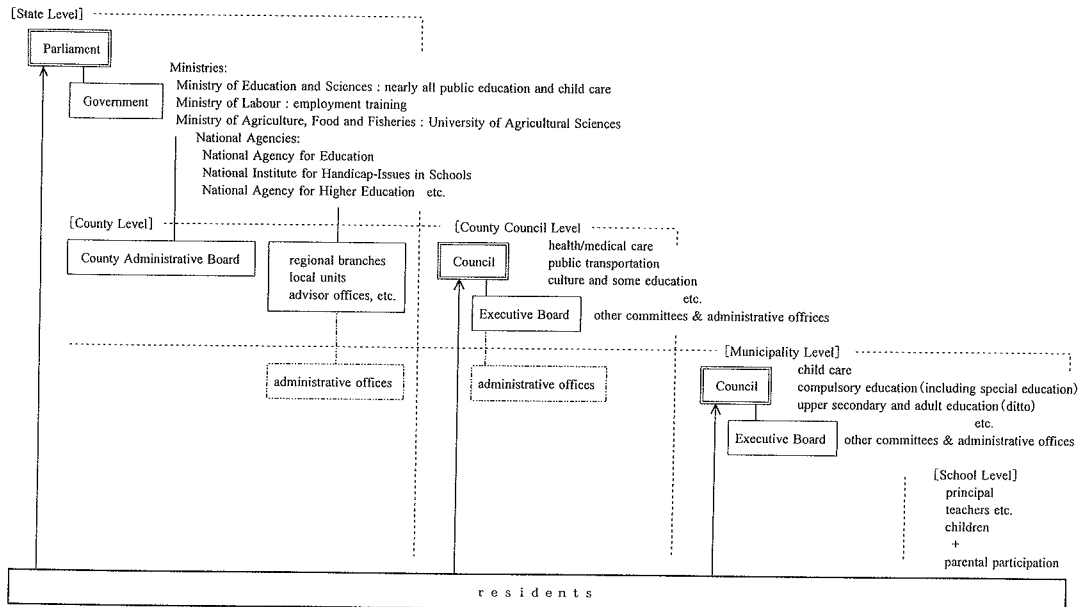 [State Level]
Parliament
Government
Ministries:
Ministry of Education and Sciences : nearly all public education and child care
Ministry of Labour : employment training
Ministry of Agriculture, Food and Fisheries : University of Agricultural Sciences
National Agencies:
National Agency for Education
National Institute for Handicap-Issues in Schools
National Agency for Higher Education etc.
[County Level]
County Administrative Board
regional branches
local units
advisor offices, etc.
administrative offices
[County Council Level
Council
health/medical care
public transportation
culture and some education
etc.
Executive Board
other committees & administrative offrices
administrative offices
[Municipality Level]
Council
child care
compulsory education (including special education)
upper secondary and adult education (ditto)
etc.
Executive Board
other committees & administrative offices
[School Level]
principal
teachers etc.
children
+
parental participation
residents